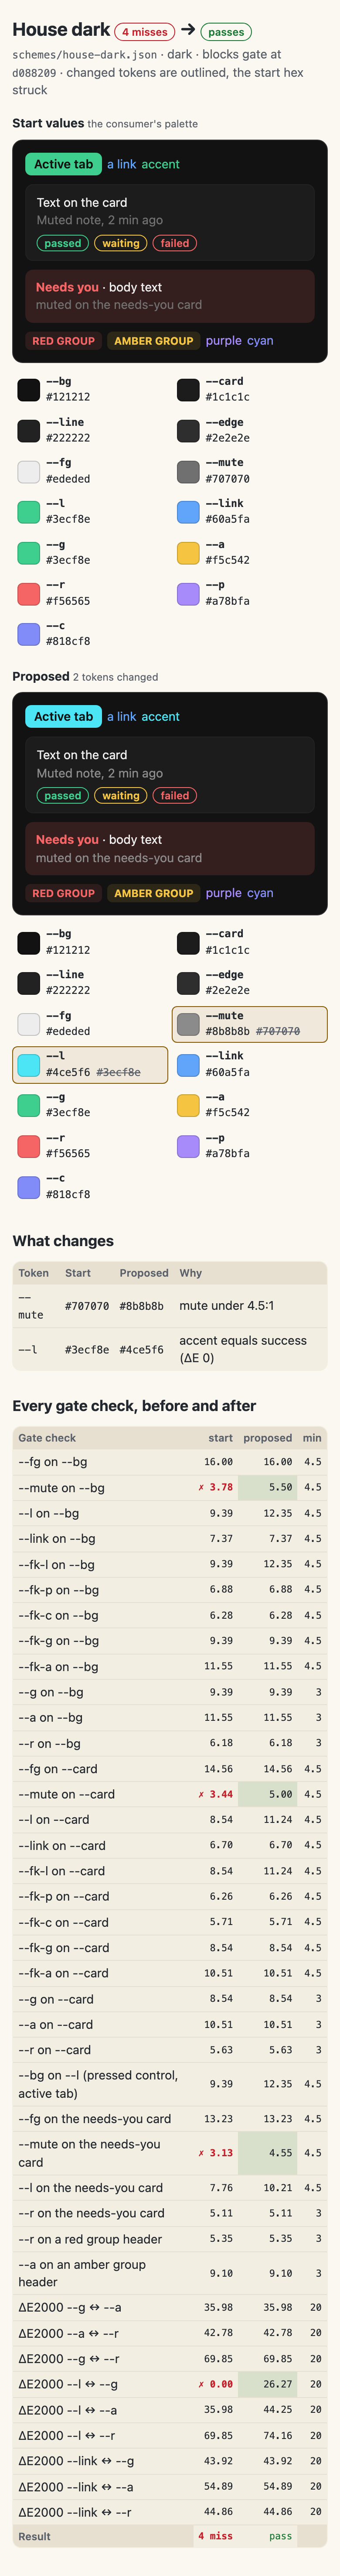 House dark 4 misses → passes
schemes/house-dark.json · dark · blocks gate at
d088209 · changed tokens are outlined, the start hex
struck
Start values the consumer's palette
Active tab a link accent
Text on the card
Muted note, 2 min ago
passed waiting failed
Needs you · body text
muted on the needs-you card
RED GROUP AMBER GROUP purple cyan
--bg
#121212
--card
#1c1c1c
--line
#222222
--edge
#2e2e2e
--fg
#ededed
--mute
#707070
--l
#3ecf8e
--link
#60a5fa
--g
#3ecf8e
--a
#f5c542
--r
#f56565
--p
#a78bfa
--c
#818cf8
Proposed 2 tokens changed
Active tab a link accent
Text on the card
Muted note, 2 min ago
passed waiting failed
Needs you · body text
muted on the needs-you card
RED GROUP AMBER GROUP purple cyan
--bg
#121212
--card
#1c1c1c
--line
#222222
--edge
#2e2e2e
--fg
#ededed
--mute
#8b8b8b #707070
--l
#4ce5f6 #3ecf8e
--link
#60a5fa
--g
#3ecf8e
--a
#f5c542
--r
#f56565
--p
#a78bfa
--c
#818cf8
What changes
Token Start Proposed Why
--
mute #707070 #8b8b8b mute under 4.5:1
--l #3ecf8e #4ce5f6 accent equals success
(ΔE 0)
Every gate check, before and after
Gate check start proposed min
--fg on --bg 16.00 16.00 4.5
--mute on --bg ✗ 3.78 5.50 4.5
--l on --bg 9.39 12.35 4.5
--link on --bg 7.37 7.37 4.5
--fk-l on --bg 9.39 12.35 4.5
--fk-p on --bg 6.88 6.88 4.5
--fk-c on --bg 6.28 6.28 4.5
--fk-g on --bg 9.39 9.39 4.5
--fk-a on --bg 11.55 11.55 4.5
--g on --bg 9.39 9.39 3
--a on --bg 11.55 11.55 3
--r on --bg 6.18 6.18 3
--fg on --card 14.56 14.56 4.5
--mute on --card ✗ 3.44 5.00 4.5
--l on --card 8.54 11.24 4.5
--link on --card 6.70 6.70 4.5
--fk-l on --card 8.54 11.24 4.5
--fk-p on --card 6.26 6.26 4.5
--fk-c on --card 5.71 5.71 4.5
--fk-g on --card 8.54 8.54 4.5
--fk-a on --card 10.51 10.51 4.5
--g on --card 8.54 8.54 3
--a on --card 10.51 10.51 3
--r on --card 5.63 5.63 3
--bg on --l (pressed control,
active tab) 9.39 12.35 4.5
--fg on the needs-you card 13.23 13.23 4.5
--mute on the needs-you
card ✗ 3.13 4.55 4.5
--l on the needs-you card 7.76 10.21 4.5
--r on the needs-you card 5.11 5.11 3
--r on a red group header 5.35 5.35 3
--a on an amber group
header 9.10 9.10 3
ΔE2000 --g ↔ --a 35.98 35.98 20
ΔE2000 --a ↔ --r 42.78 42.78 20
ΔE2000 --g ↔ --r 69.85 69.85 20
ΔE2000 --l ↔ --g ✗ 0.00 26.27 20
ΔE2000 --l ↔ --a 35.98 44.25 20
ΔE2000 --l ↔ --r 69.85 74.16 20
ΔE2000 --link ↔ --g 43.92 43.92 20
ΔE2000 --link ↔ --a 54.89 54.89 20
ΔE2000 --link ↔ --r 44.86 44.86 20
Result 4 miss pass